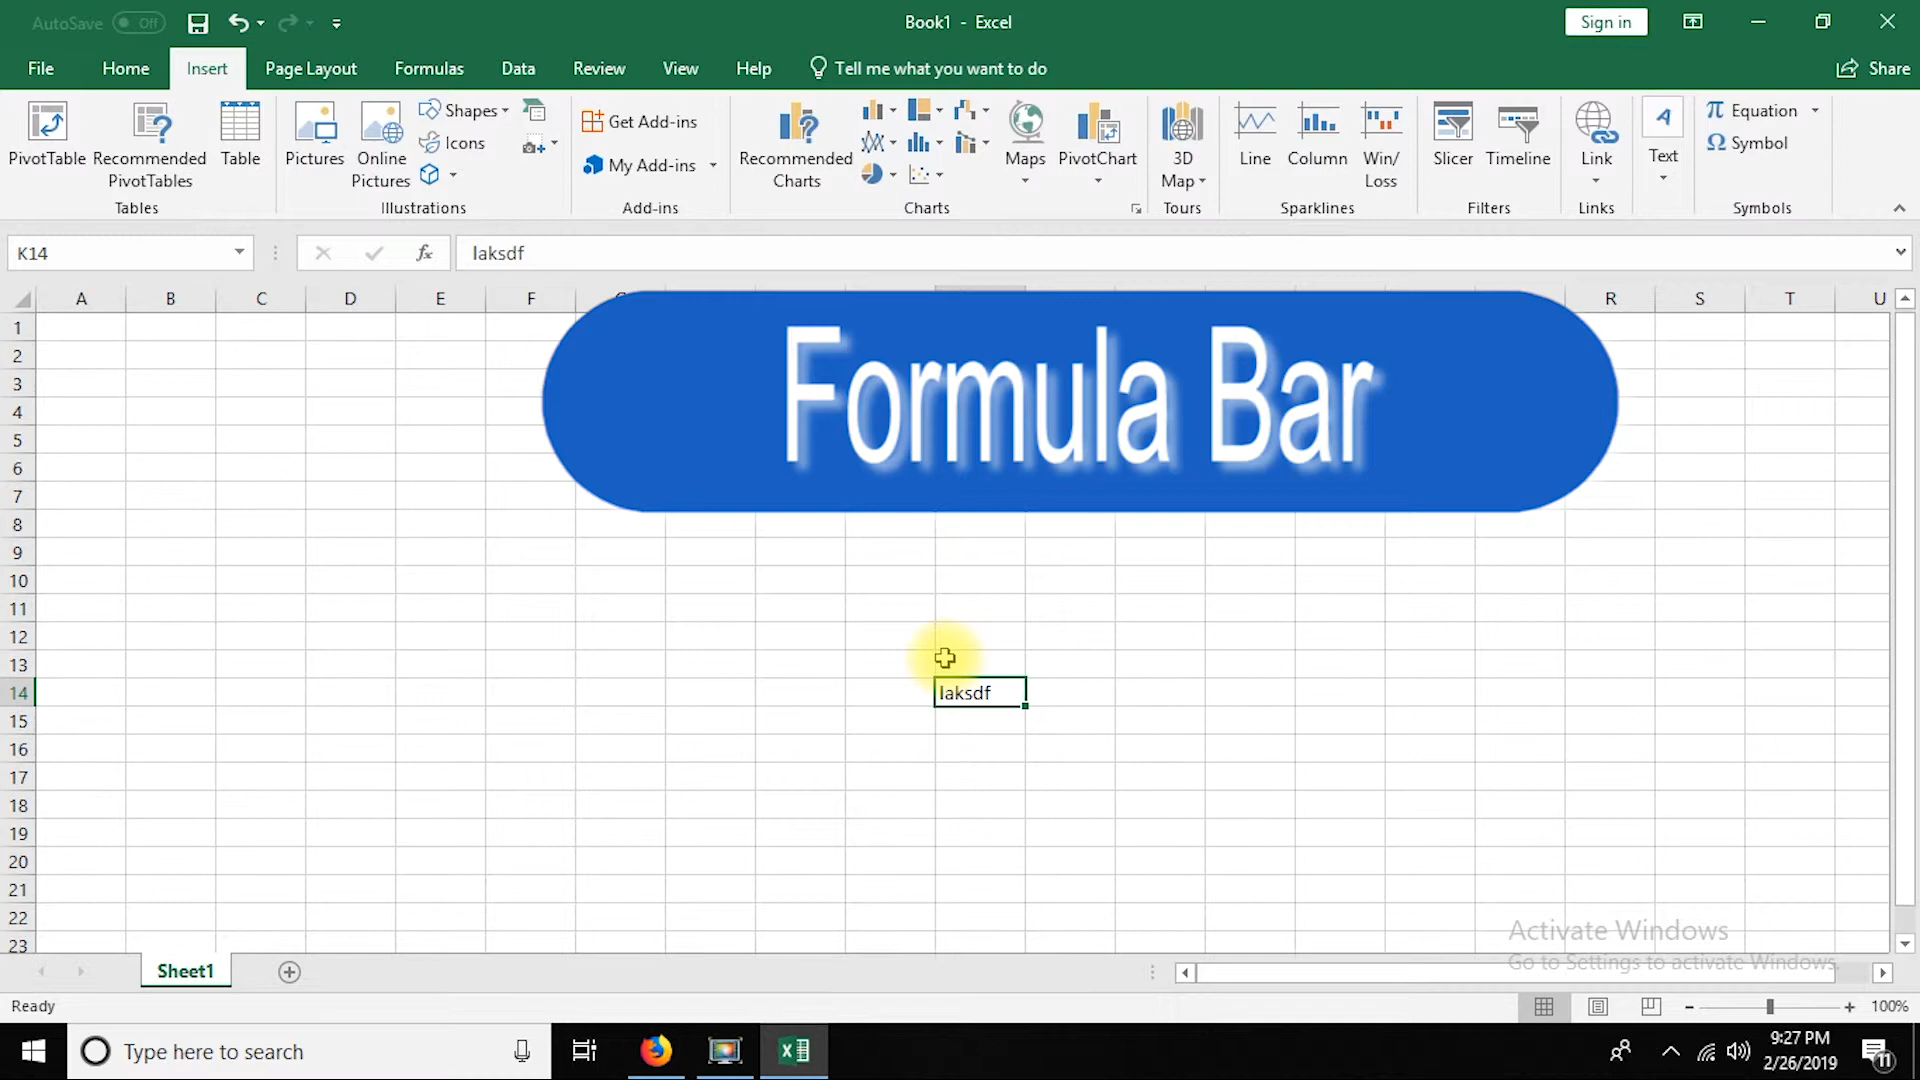 AutoSave Off
Book1 - Excel
Sign in
File Home Insert Page Layout Formulas Data Review View Help Tell me what you want to do Share
PivotTable
Recommended
PivotTables
Table
Tables
Pictures
Online
Pictures
Shapes
Icons
Illustrations
Get Add-ins
My Add-ins
Add-ins
Recommended
Charts
Maps
PivotChart
Charts
3D
Map
Tours
Line
Column
Win/
Loss
Sparklines
Slicer
Timeline
Filters
Link
Links
A
Text
π Equation
Ω Symbol
Symbols
K14 fx laksdf
A B C D E F R S T U
Formula Bar
1
2
3
4
5
6
7
8
9
10
11
12
13
14 laksdf
15
16
17
18
19
20
21
22
23
Activate Windows
Go to Settings to activate Windows.
Sheet1
Ready
100%
Type here to search
9:27 PM
2/26/2019
11